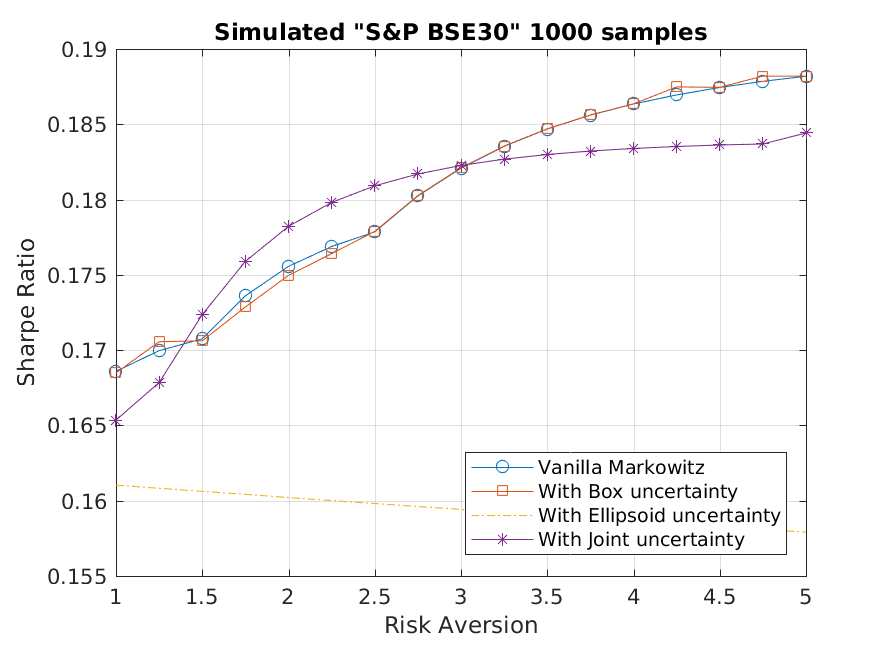 Simulated "S&P BSE30" 1000 samples
0.19
0.185
0.18
0.175
0.17
0.165
0.16
0.155
Sharpe Ratio
Vanilla Markowitz
With Box uncertainty
With Ellipsoid uncertainty
With Joint uncertainty
1 1.5 2 2.5 3 3.5 4 4.5 5
Risk Aversion